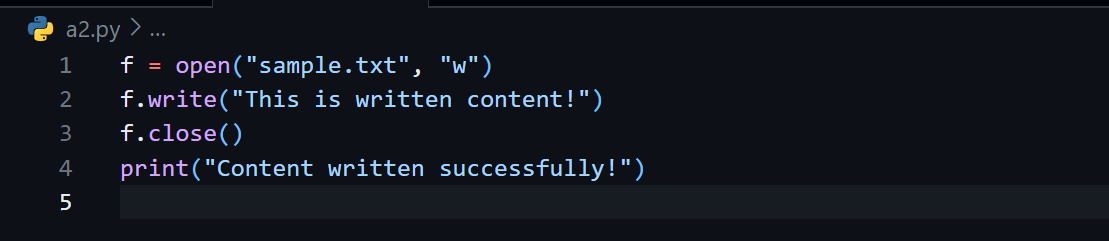 a2.py > ...
1 f = open("sample.txt", "w")
2 f.write("This is written content!")
3 f.close()
4 print("Content written successfully!")
5